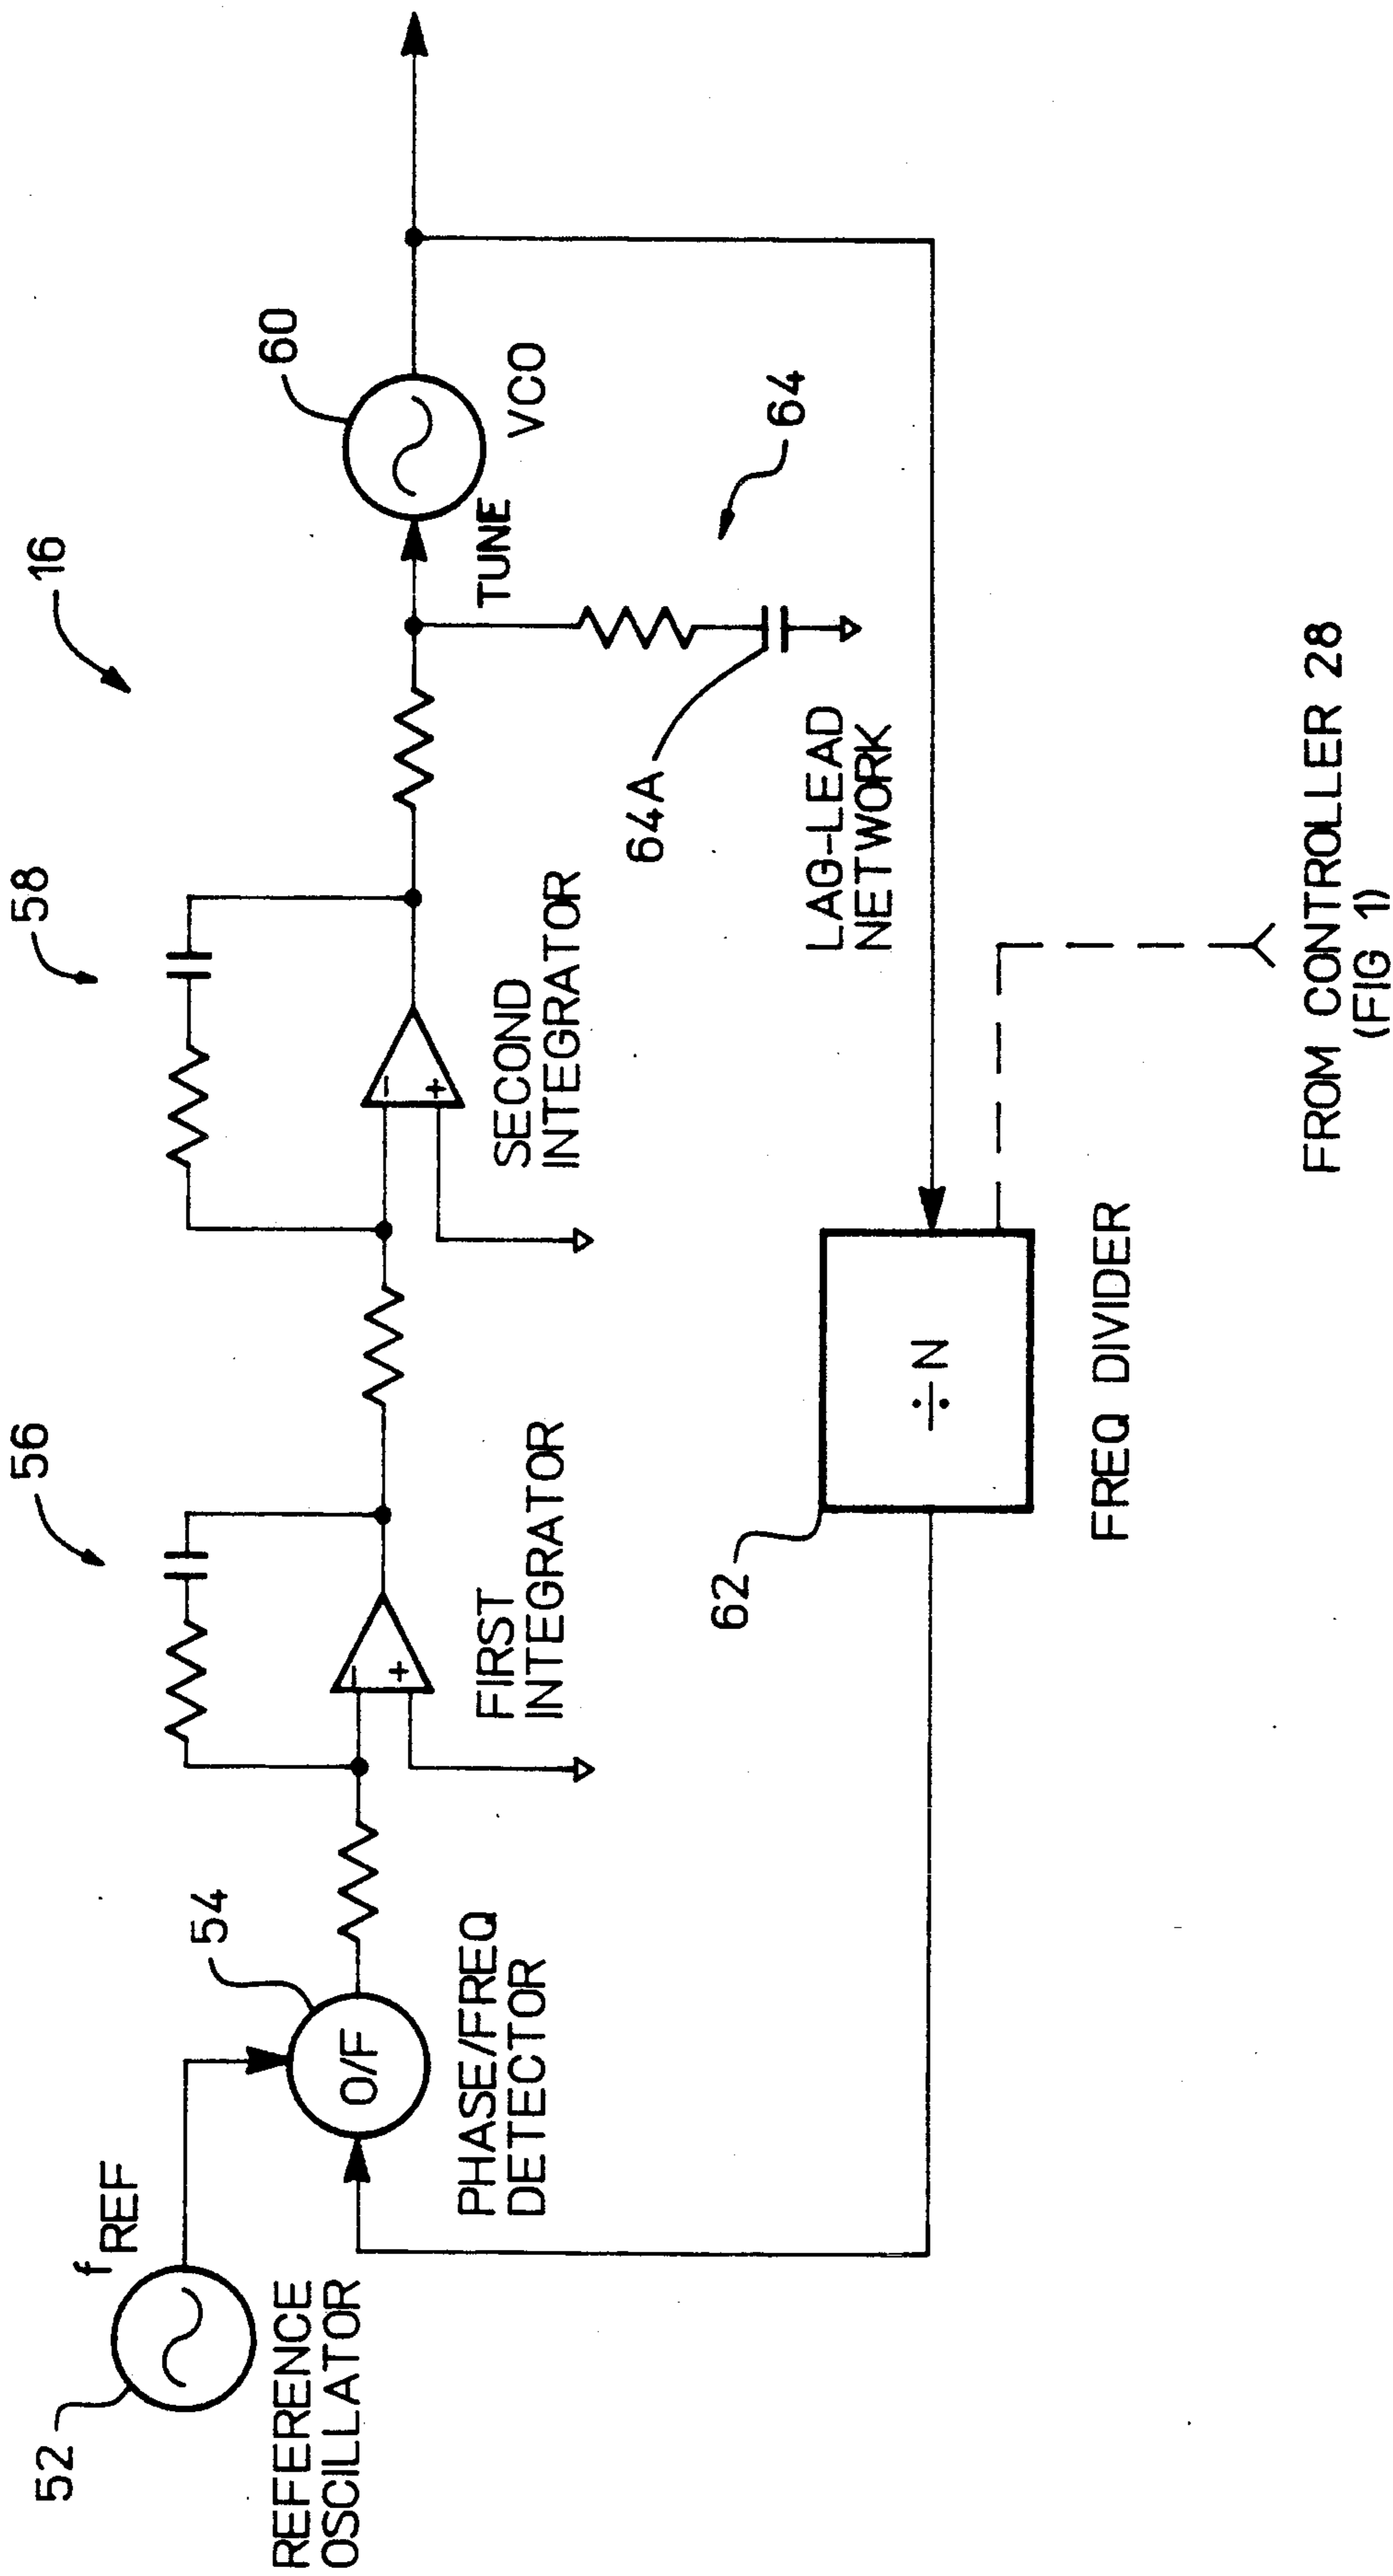 16
56
58
60
54
f REF
52
O/F
−
+
−
+
TUNE
VCO
REFERENCE
OSCILLATOR
PHASE/FREQ
DETECTOR
FIRST
INTEGRATOR
SECOND
INTEGRATOR
64A
64
LAG-LEAD
NETWORK
62
÷N
FREQ DIVIDER
FROM CONTROLLER 28
(FIG 1)